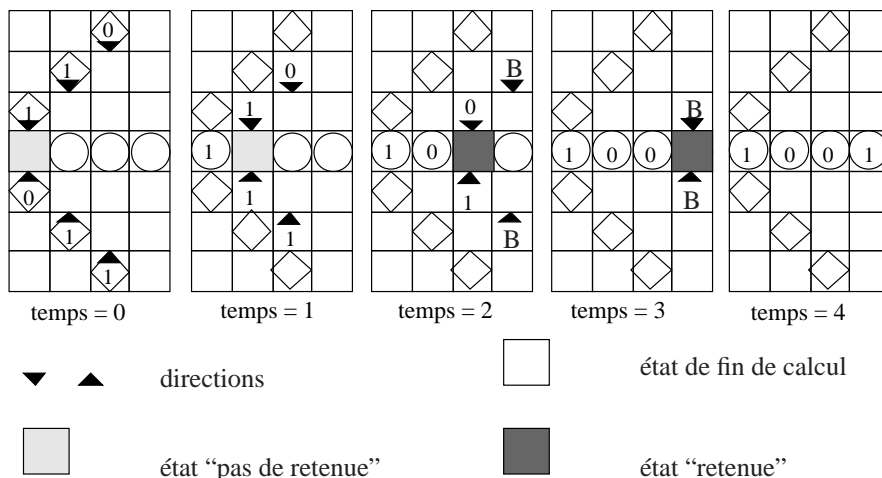 0
1 0 B
1 1 0 B
1 1 0 1 0 0 1 0 0 1
0 1 1 B
1 1 B
1
temps = 0 temps = 1 temps = 2 temps = 3 temps = 4
directions
état de fin de calcul
état “pas de retenue”
état “retenue”